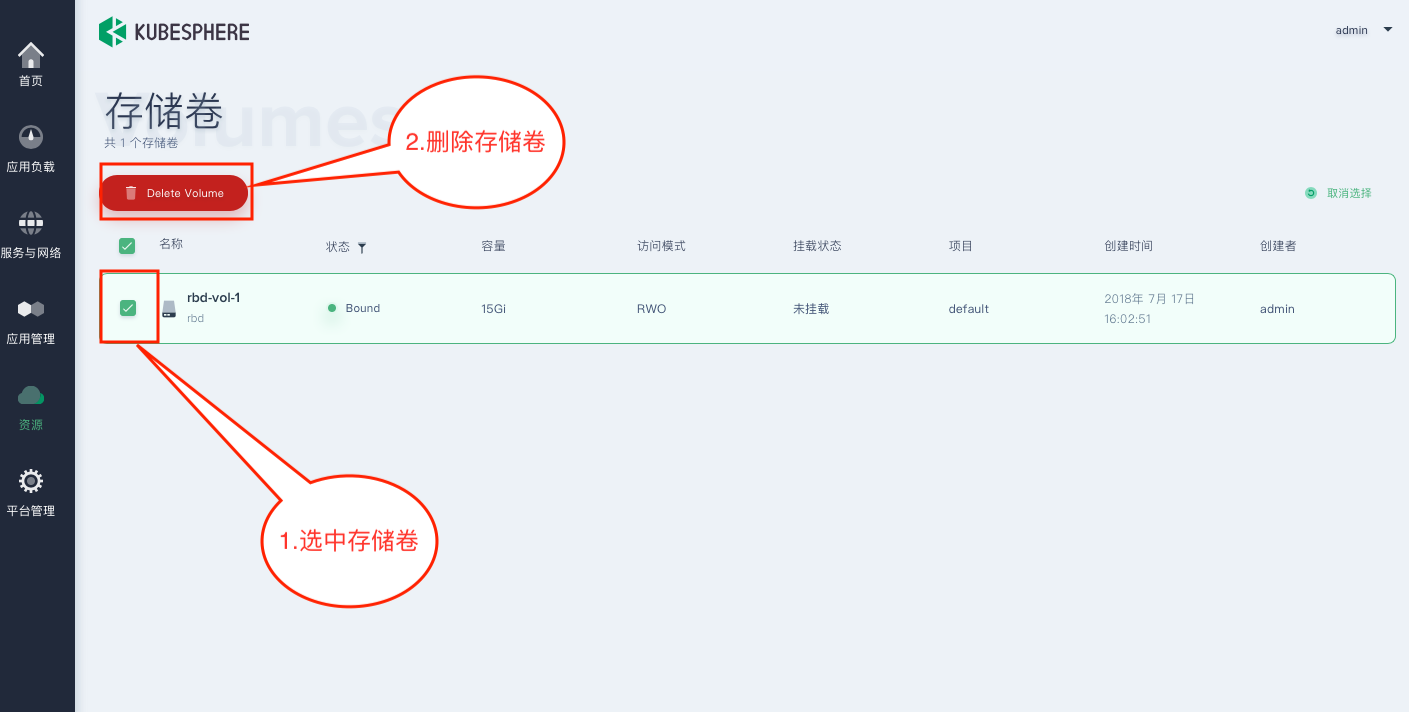 KUBESPHERE
admin
首页
应用负载
服务与网络
应用管理
资源
平台管理
Volumes
存储卷
共 1 个存储卷
2.删除存储卷
Delete Volume
取消选择
名称 状态 容量 访问模式 挂载状态 项目 创建时间 创建者
rbd-vol-1
rbd
Bound 15Gi RWO 未挂载 default
2018年 7月 17日
16:02:51
admin
1.选中存储卷